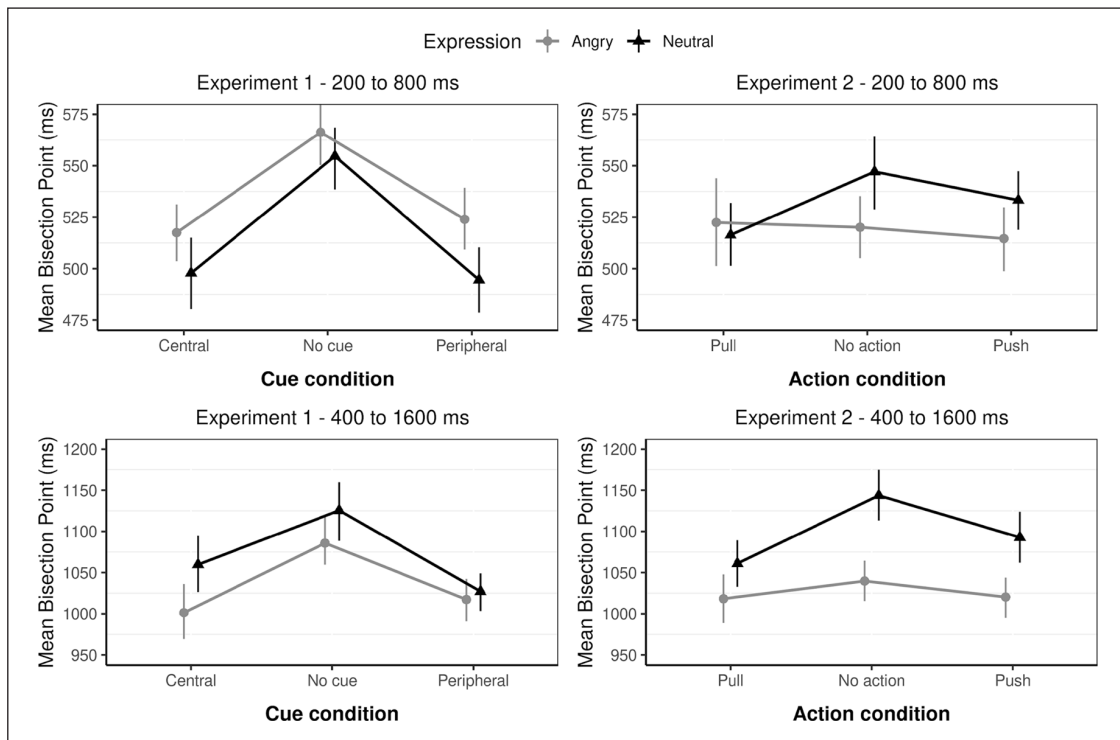 Expression Angry Neutral
Experiment 1 - 200 to 800 ms
Mean Bisection Point (ms)
575
550
525
500
475
Central No cue Peripheral
Cue condition
Experiment 2 - 200 to 800 ms
Mean Bisection Point (ms)
575
550
525
500
475
Pull No action Push
Action condition
Experiment 1 - 400 to 1600 ms
Mean Bisection Point (ms)
1200
1150
1100
1050
1000
950
Central No cue Peripheral
Cue condition
Experiment 2 - 400 to 1600 ms
Mean Bisection Point (ms)
1200
1150
1100
1050
1000
950
Pull No action Push
Action condition